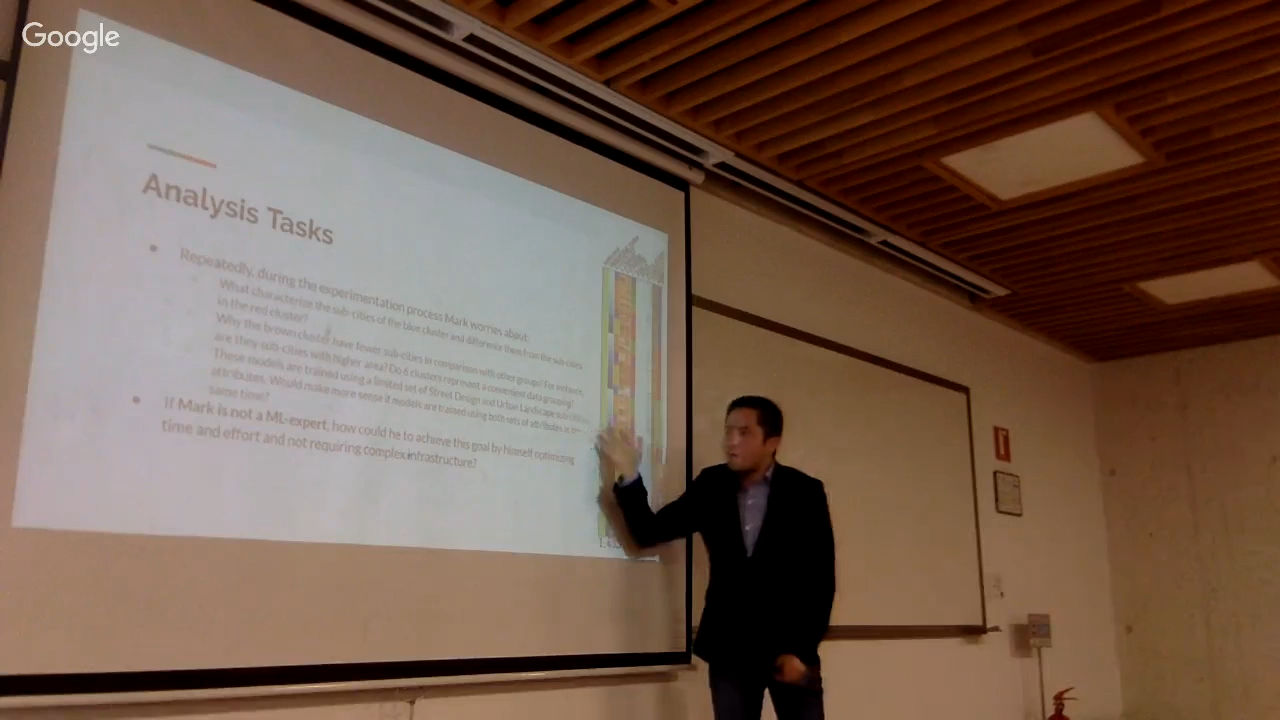 Google
Analysis Tasks
Repeatedly, during the experimentation process Mark worries about:
What characterize the sub-cities of the blue cluster and difference them from the sub-cities
in the red cluster?
Why the brown cluster have fewer sub-cities in comparison with other groups? For instance,
are they sub-cities with higher area? Do 6 clusters represent a convenient data grouping?
These models are trained using a limited set of Street Design and Urban Landscape
attributes. Would make more sense if models are trained using both sets of attributes
same time?
If Mark is not a ML-expert, how could he to achieve this goal by himself optimizing
time and effort and not requiring complex infrastructure?